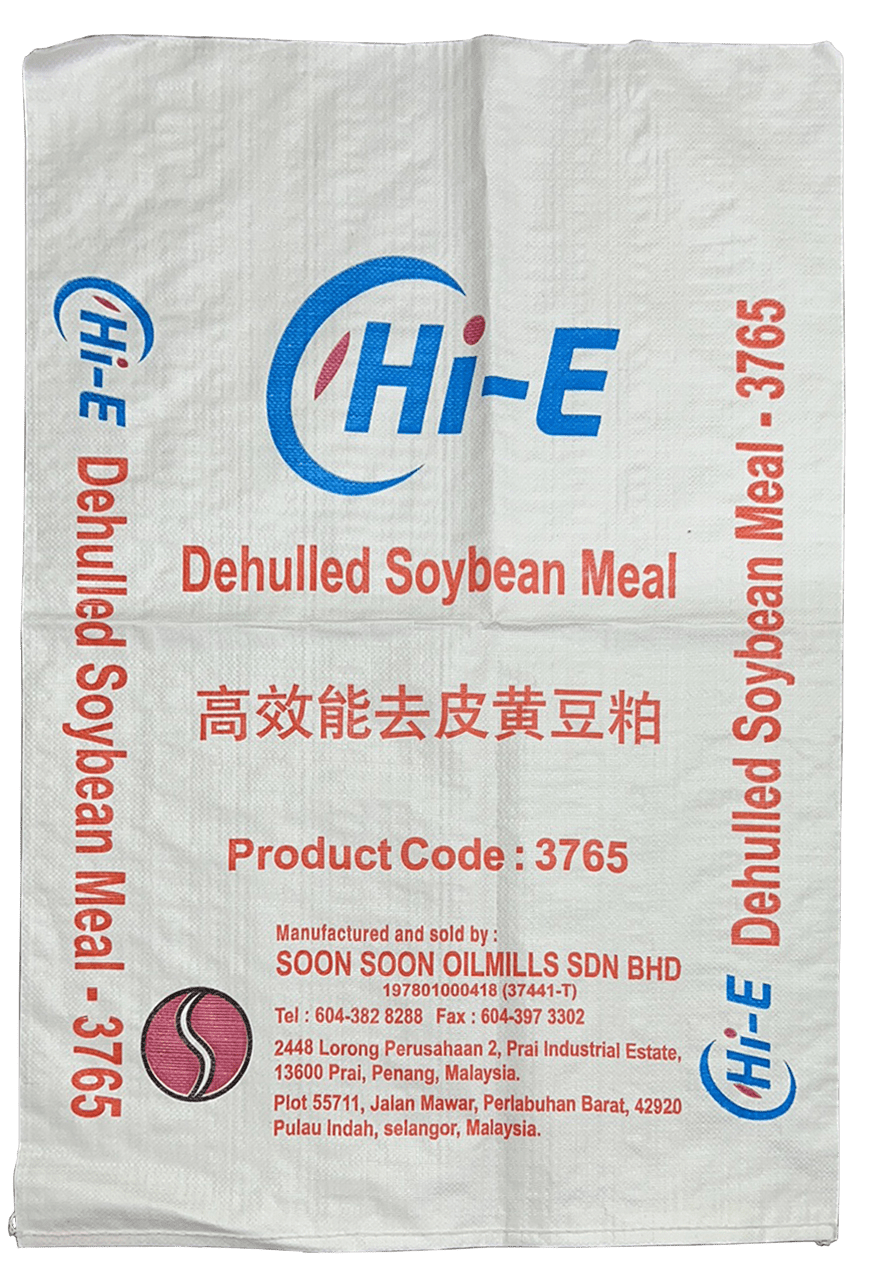 Hi-E
Dehulled Soybean Meal
高效能去皮黄豆粕
Product Code : 3765
Manufactured and sold by :
SOON SOON OILMILLS SDN BHD
197801000418 (37441-T)
Tel : 604-382 8288 Fax : 604-397 3302
2448 Lorong Perusahaan 2, Prai Industrial Estate,
13600 Prai, Penang, Malaysia.
Plot 55711, Jalan Mawar, Perlabuhan Barat, 42920
Pulau Indah, selangor, Malaysia.
Hi-E Dehulled Soybean Meal - 3765
Hi-E Dehulled Soybean Meal - 3765